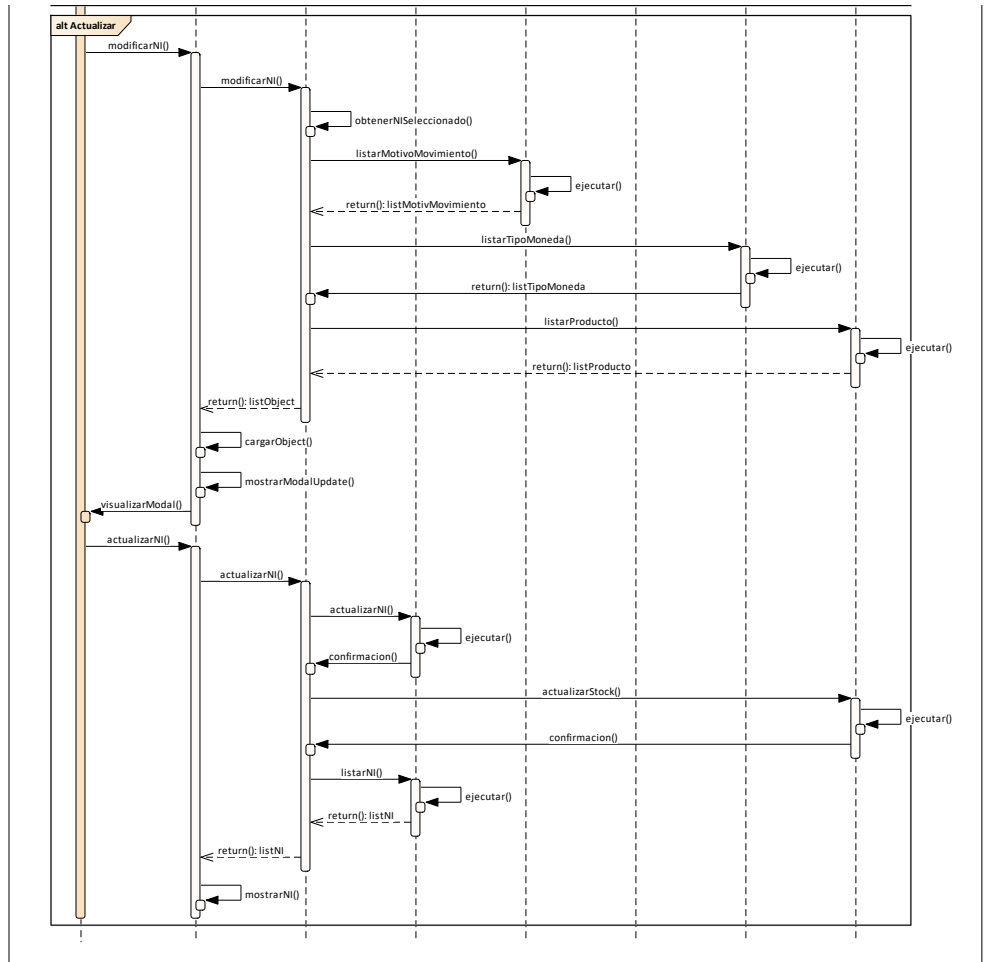 alt Actualizar
modificarNI()
modificarNI()
obtenerNISeleccionado()
listarMotivoMovimiento()
ejecutar()
return(): listMotivMovimiento
listarTipoMoneda()
ejecutar()
return(): listTipoMoneda
listarProducto()
ejecutar()
return(): listProducto
return(): listObject
cargarObject()
mostrarModalUpdate()
visualizarModal()
actualizarNI()
actualizarNI()
actualizarNI()
ejecutar()
confirmacion()
actualizarStock()
ejecutar()
confirmacion()
listarNI()
ejecutar()
return(): listNI
return(): listNI
mostrarNI()